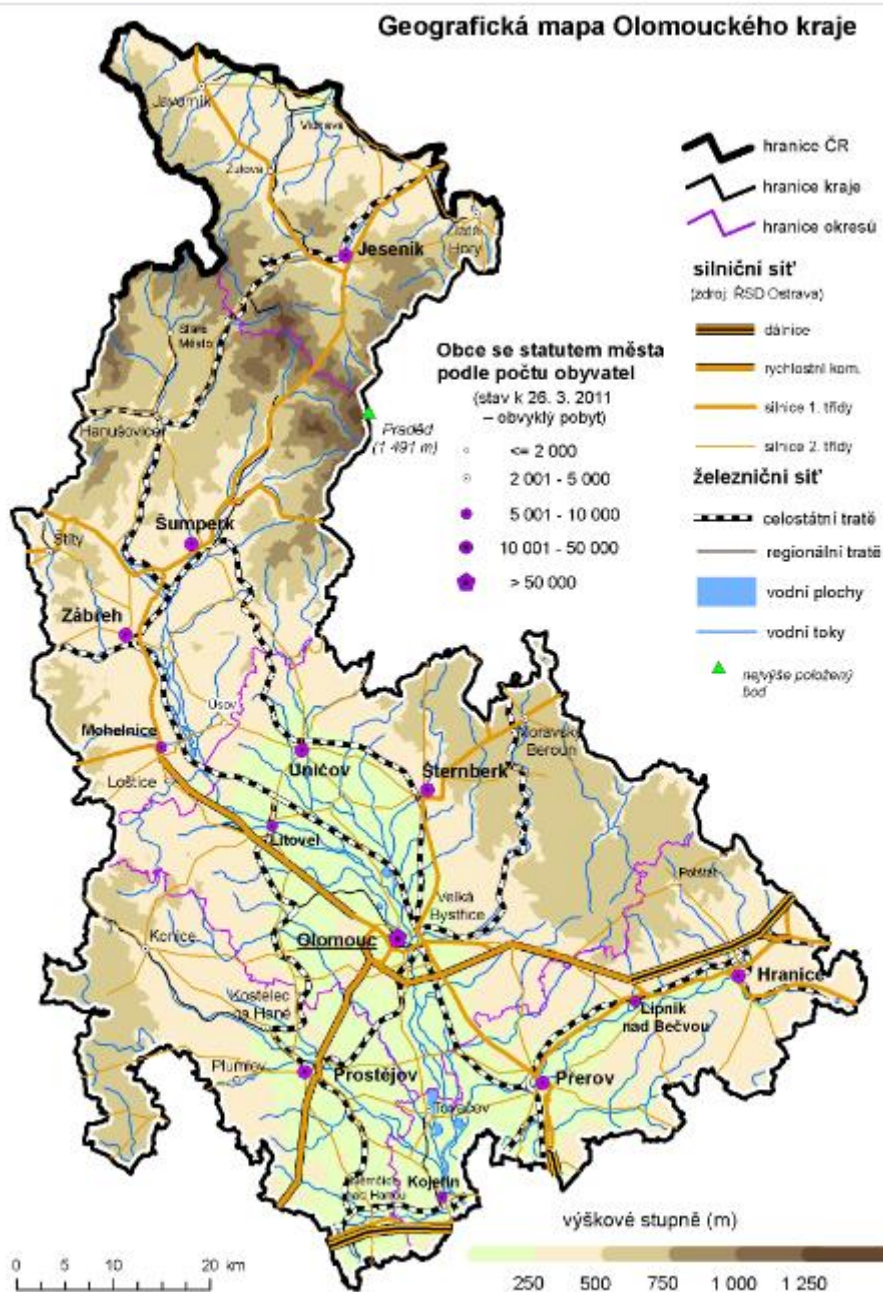 Geografická mapa Olomouckého kraje
hranice ČR
hranice kraje
hranice okresů
silniční síť
(zdroj: ŘSD Ostrava)
dálnice
rychlostní kom.
silnice 1. třídy
silnice 2. třídy
železniční síť
celostátní tratě
regionální tratě
vodní plochy
vodní toky
nejvýše položený
bod
Obce se statutem města
podle počtu obyvatel
(stav k 26. 3. 2011
– obvyklý pobyt)
<= 2 000
2 001 - 5 000
5 001 - 10 000
10 001 - 50 000
> 50 000
Javorník
Vidnava
Žulová
Zlaté
Hory
Jeseník
Staré
Město
Hanušovice
Praděd
(1 491 m)
Šumperk
Štíty
Zábřeh
Úsov
Mohelnice
Loštice
Uničov
Šternberk
Moravský
Beroun
Litovel
Potštát
Velká
Bystřice
Konice
Olomouc
Hranice
Lipník
nad Bečvou
Kostelec
na Hané
Plumlov
Prostějov
Přerov
Tovačov
Němčice
nad Hanou
Kojetín
výškové stupně (m)
250 500 750 1 000 1 250
0 5 10 20 km